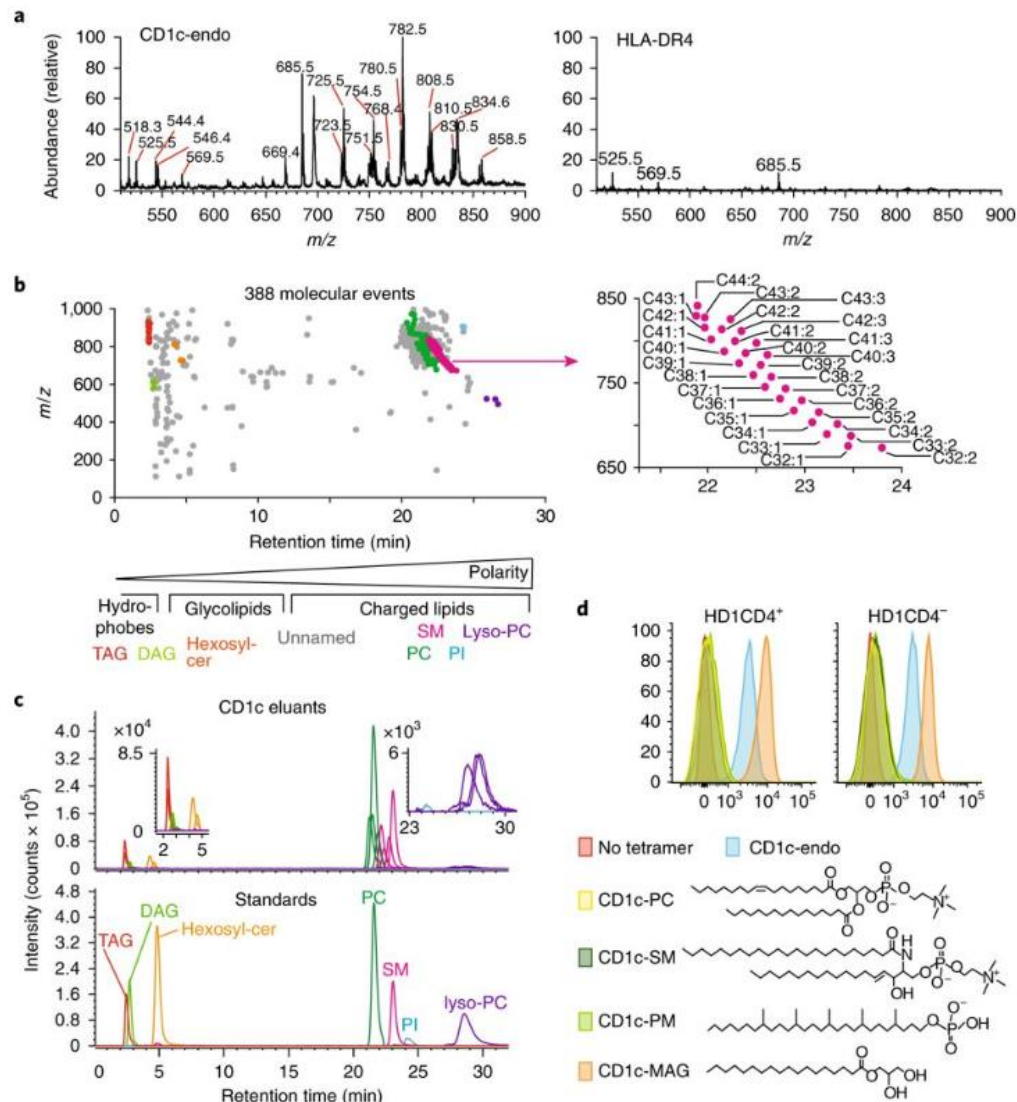 a
CD1c-endo
HLA-DR4
Abundance (relative)
100
80
60
40
20
0
518.3
525.5
544.4
546.4
569.5
669.4
685.5
723.5
725.5
751.5
754.5
768.4
780.5
782.5
808.5
810.5
830.5
834.6
858.5
550 600 650 700 750 800 850 900
m/z
100
80
60
40
20
0
525.5
569.5
685.5
550 600 650 700 750 800 850 900
m/z
b
388 molecular events
m/z
1,000
800
600
400
200
0
0 10 20 30
Retention time (min)
850
750
650
C44:2
C43:1 C43:2 C43:3
C42:1 C42:2 C42:3
C41:1 C41:2 C41:3
C40:1 C40:2 C40:3
C39:1 C39:2
C38:1 C38:2
C37:1 C37:2
C36:1 C36:2
C35:1 C35:2
C34:1 C34:2
C33:1 C33:2
C32:1 C32:2
22 23 24
Polarity
Hydro-
phobes
Glycolipids
Charged lipids
TAG DAG Hexosyl-
cer
Unnamed
SM Lyso-PC
PC PI
c
CD1c eluants
Intensity (counts × 10⁵)
4.0
3.2
2.4
1.6
0.8
0
×10⁴
8.5
0
2 5
×10³
6
23 30
Standards
4.8
4.0
3.2
2.4
1.6
0.8
0
TAG
DAG
Hexosyl-cer
PC
SM
PI
lyso-PC
0 5 10 15 20 25 30
Retention time (min)
d
HD1CD4⁺
HD1CD4⁻
100
80
60
40
20
0
0 10³ 10⁴ 10⁵
0 10³ 10⁴ 10⁵
No tetramer
CD1c-endo
CD1c-PC
O O O P O O⁻ O N⁺ O O
CD1c-SM
O NH O P O O⁻ O N⁺ OH
CD1c-PM
O P O⁻ OH O
CD1c-MAG
O O OH OH